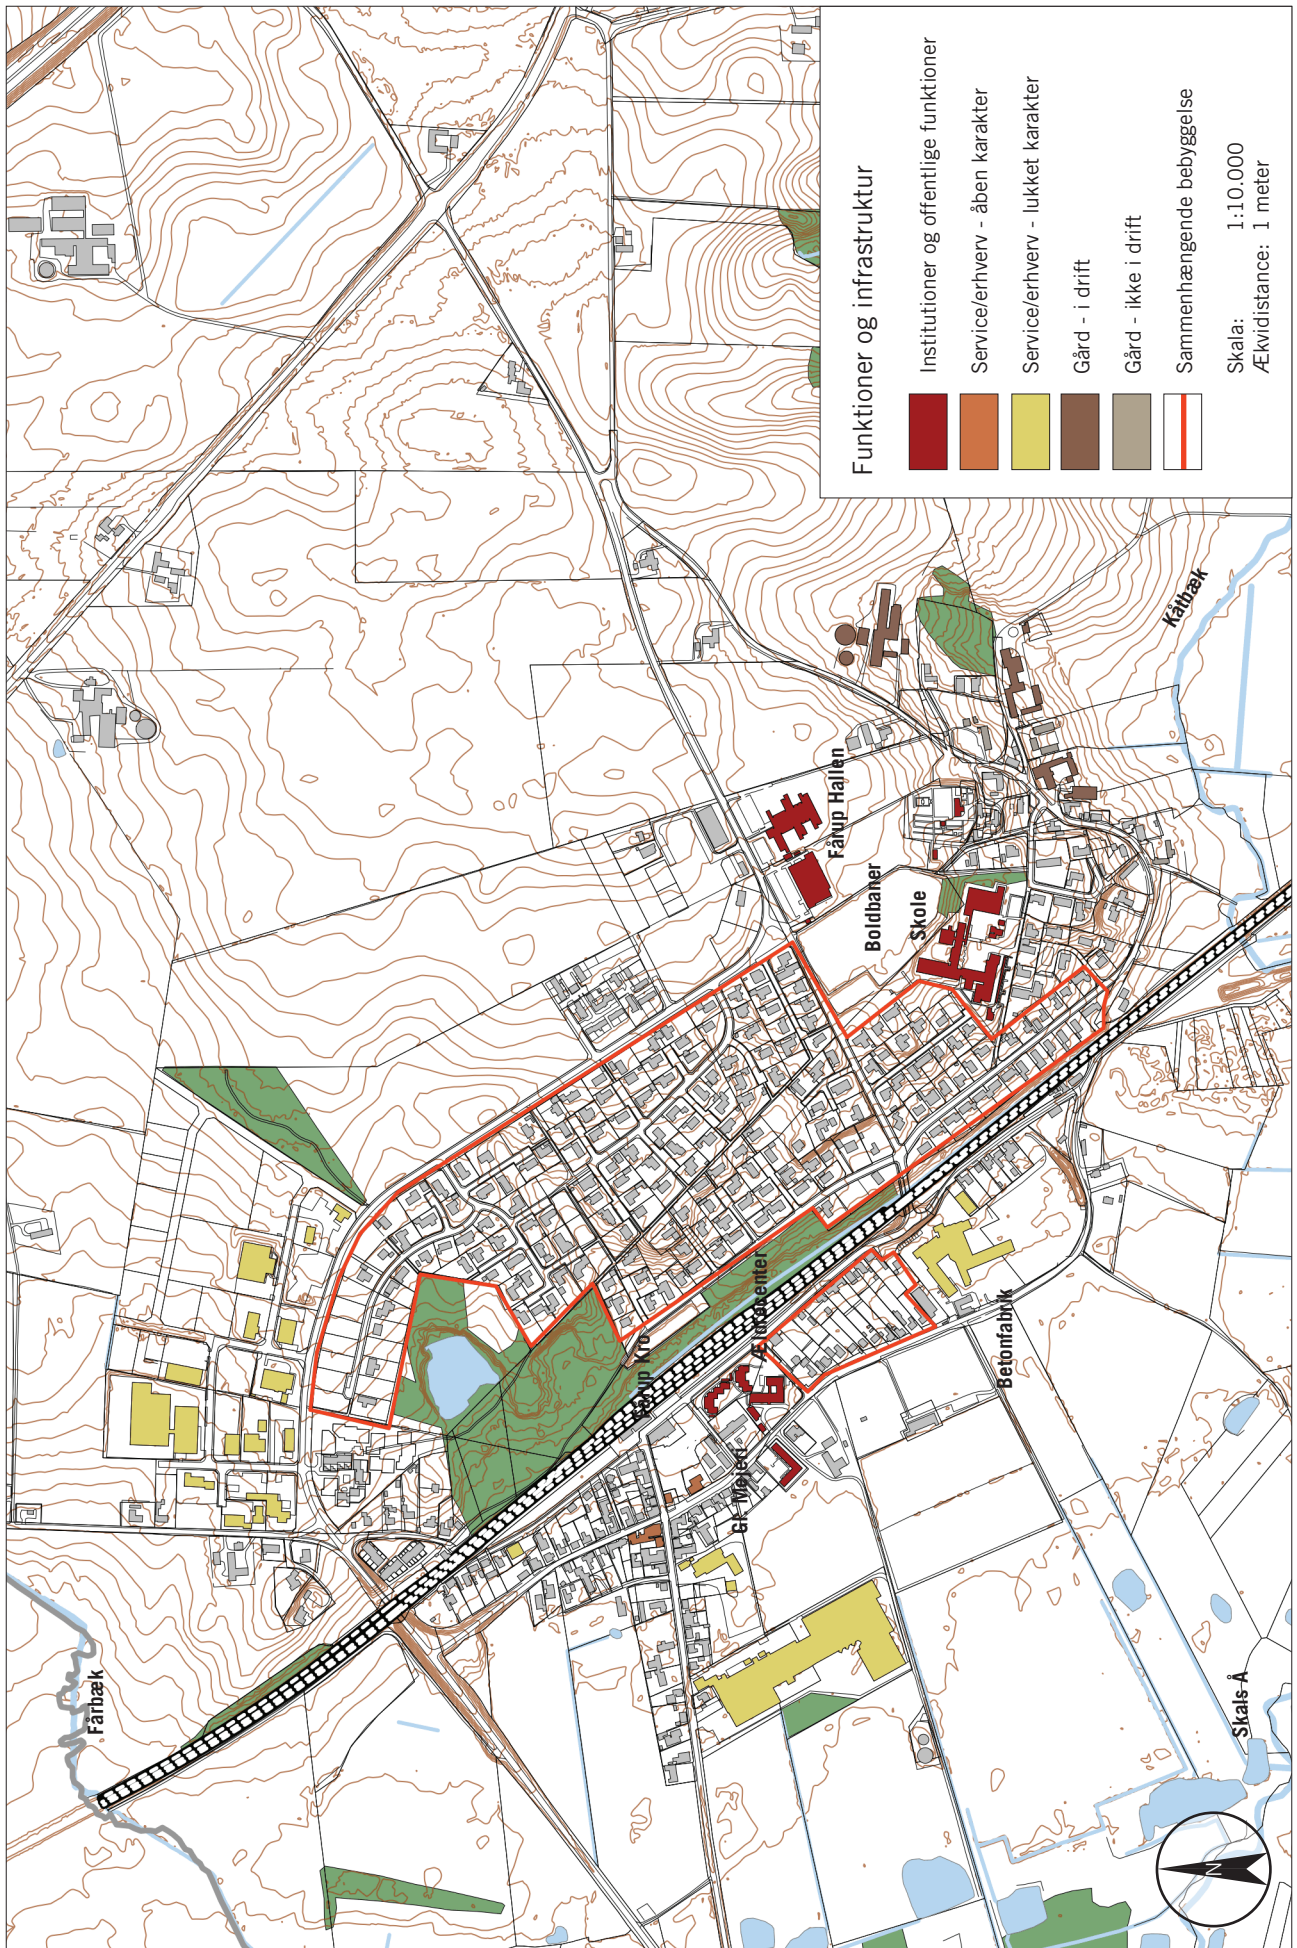 Funktioner og infrastruktur
Institutioner og offentlige funktioner
Service/erhverv - åben karakter
Service/erhverv - lukket karakter
Gård - i drift
Gård - ikke i drift
Sammenhængende bebyggelse
Skala: 1:10.000
Ækvidistance: 1 meter
Fårbæk
Fårup Kro
Ældrecenter
Gl. Mejeri
Betonfabrik
Fårup Hallen
Boldbaner
Skole
Kåtbæk
Skals Å
N